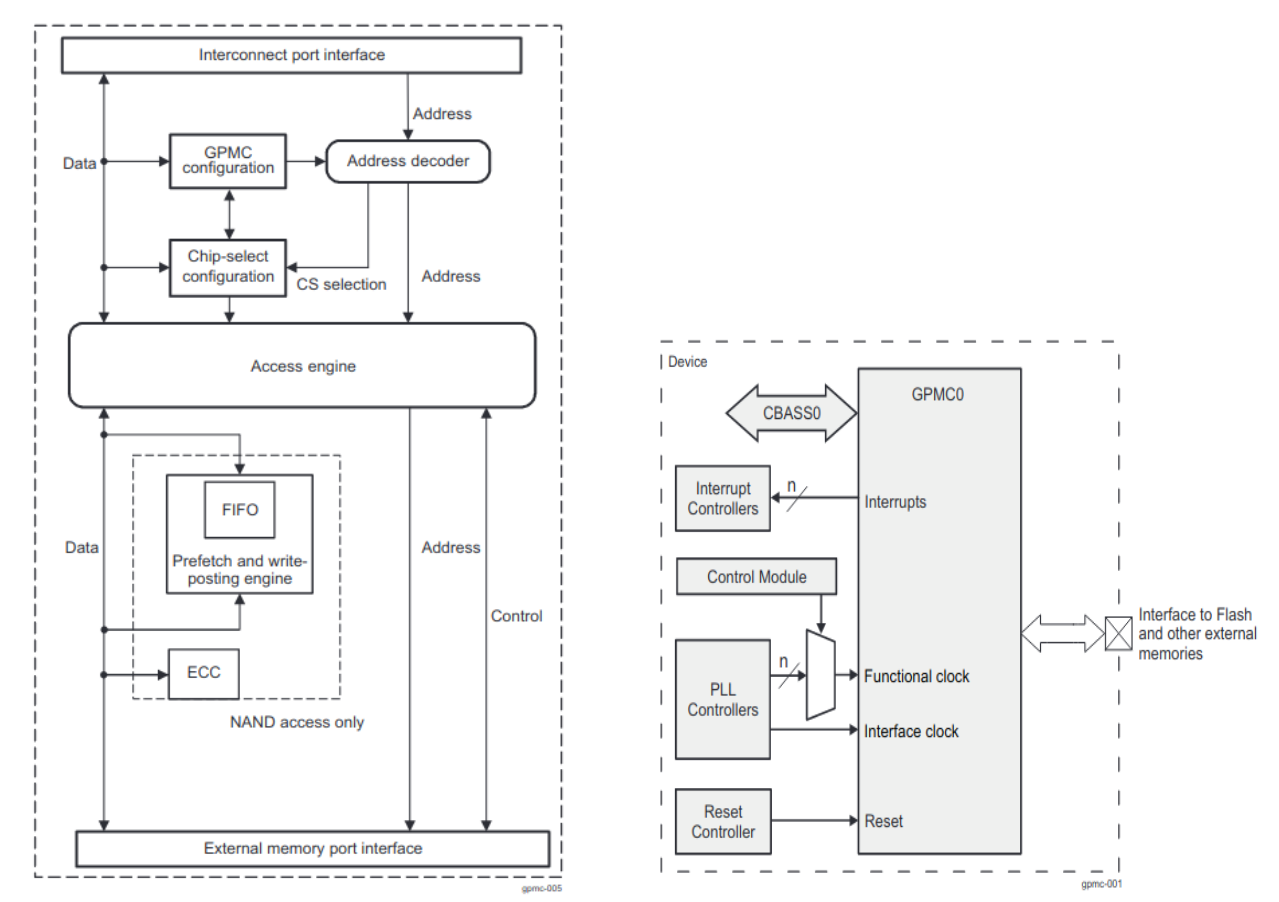 Interconnect port interface
Address
GPMC
configuration
Address decoder
Data
Chip-select
configuration
CS selection
Address
Access engine
FIFO
Prefetch and write-
posting engine
Data
Address
Control
ECC
NAND access only
External memory port interface
gpmc-005
Device
GPMC0
CBASS0
Interrupt
Controllers
n
Interrupts
Control Module
n
PLL
Controllers
Functional clock
Interface clock
Reset
Controller
Reset
Interface to Flash
and other external
memories
gpmc-001